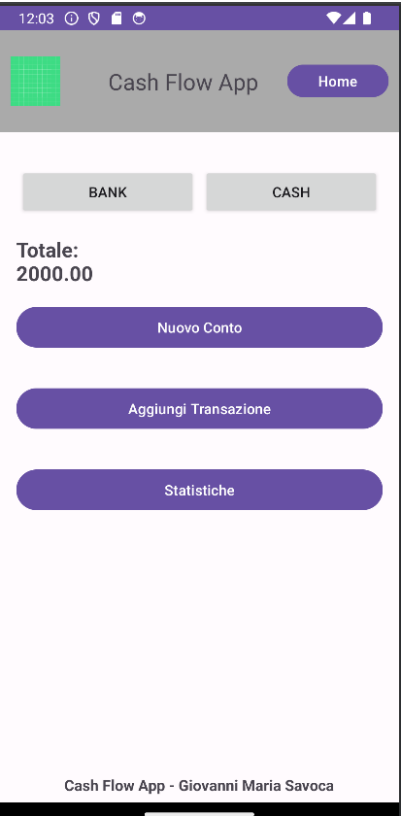 12:03
Cash Flow App
Home
BANK
CASH
Totale:
2000.00
Nuovo Conto
Aggiungi Transazione
Statistiche
Cash Flow App - Giovanni Maria Savoca